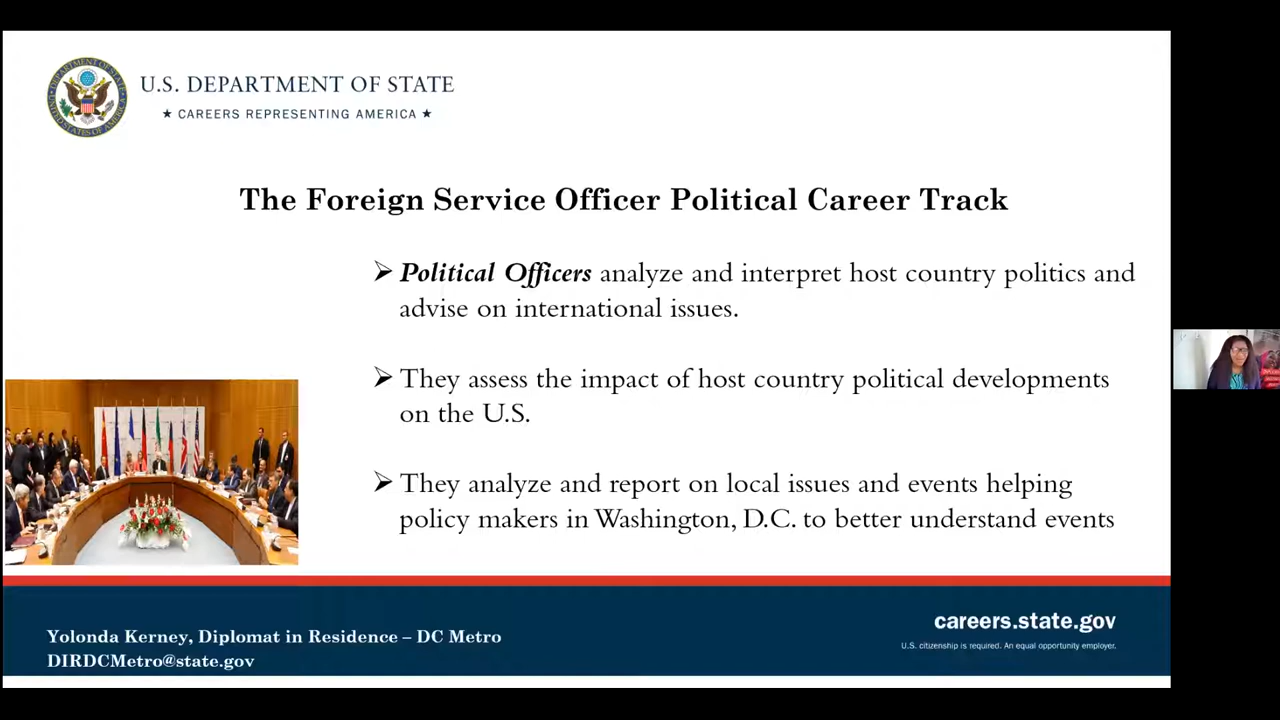 U.S. DEPARTMENT OF STATE
★ CAREERS REPRESENTING AMERICA ★
The Foreign Service Officer Political Career Track
➢ Political Officers analyze and interpret host country politics and
advise on international issues.
➢ They assess the impact of host country political developments
on the U.S.
➢ They analyze and report on local issues and events helping
policy makers in Washington, D.C. to better understand events
Yolonda Kerney, Diplomat in Residence – DC Metro
DIRDCMetro@state.gov
careers.state.gov
U.S. citizenship is required. An equal opportunity employer.